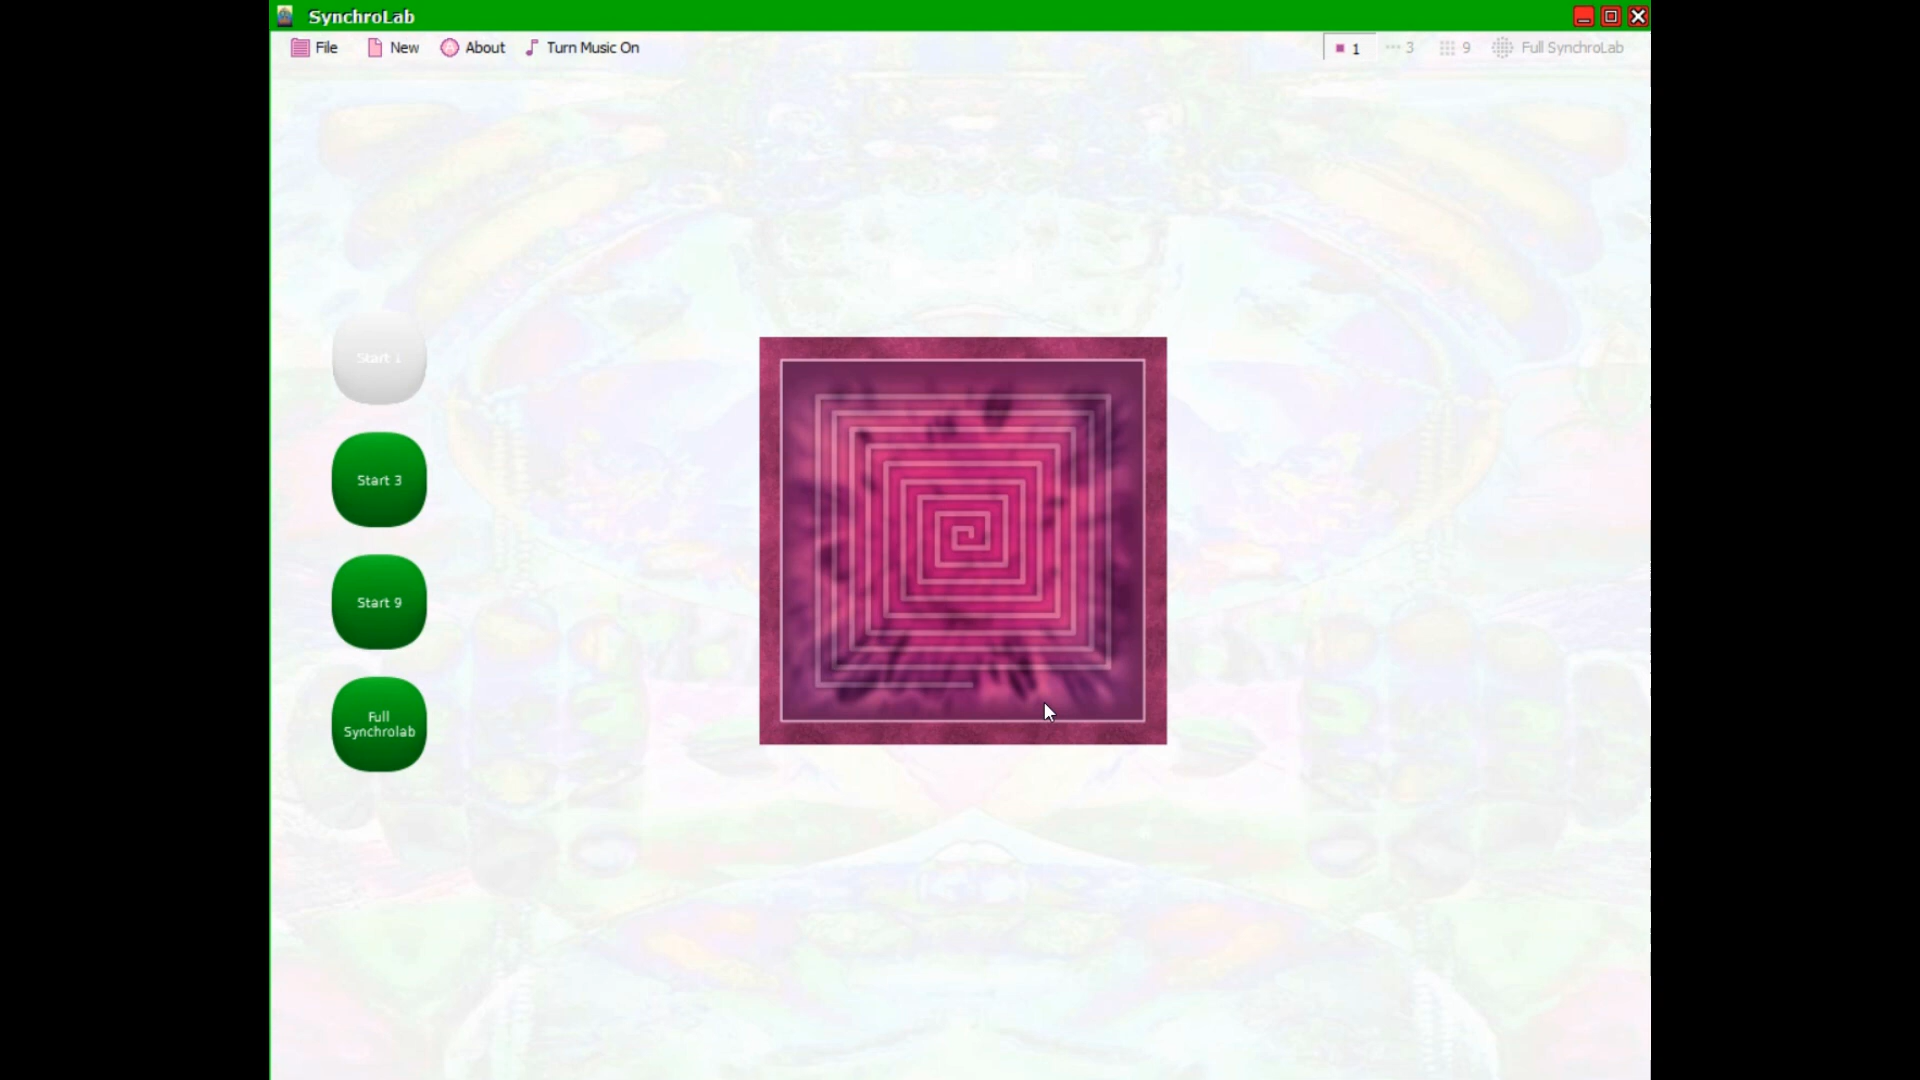 SynchroLab
File New About Turn Music On 1 3 9 Full SynchroLab
Start 1
Start 3
Start 9
Full
Synchrolab